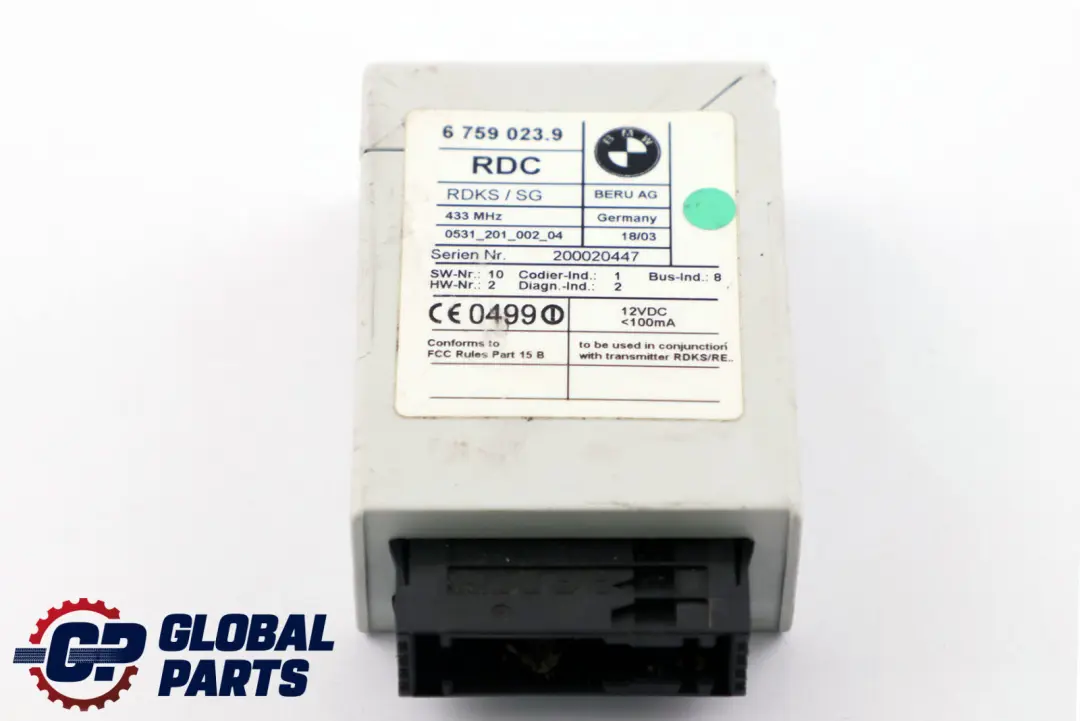 6 759 023.9
BMW
RDC
RDKS / SG
BERU AG
433 MHz
Germany
0531_201_002_04
18/03
Serien Nr. 200020447
SW-Nr.: 10 Codier-Ind.: 1 Bus-Ind.: 8
HW-Nr.: 2 Diagn.-Ind.: 2
CE 0499
12VDC
<100mA
Conforms to
FCC Rules Part 15 B
to be used in conjunction
with transmitter RDKS/RE..
GP GLOBAL
PARTS